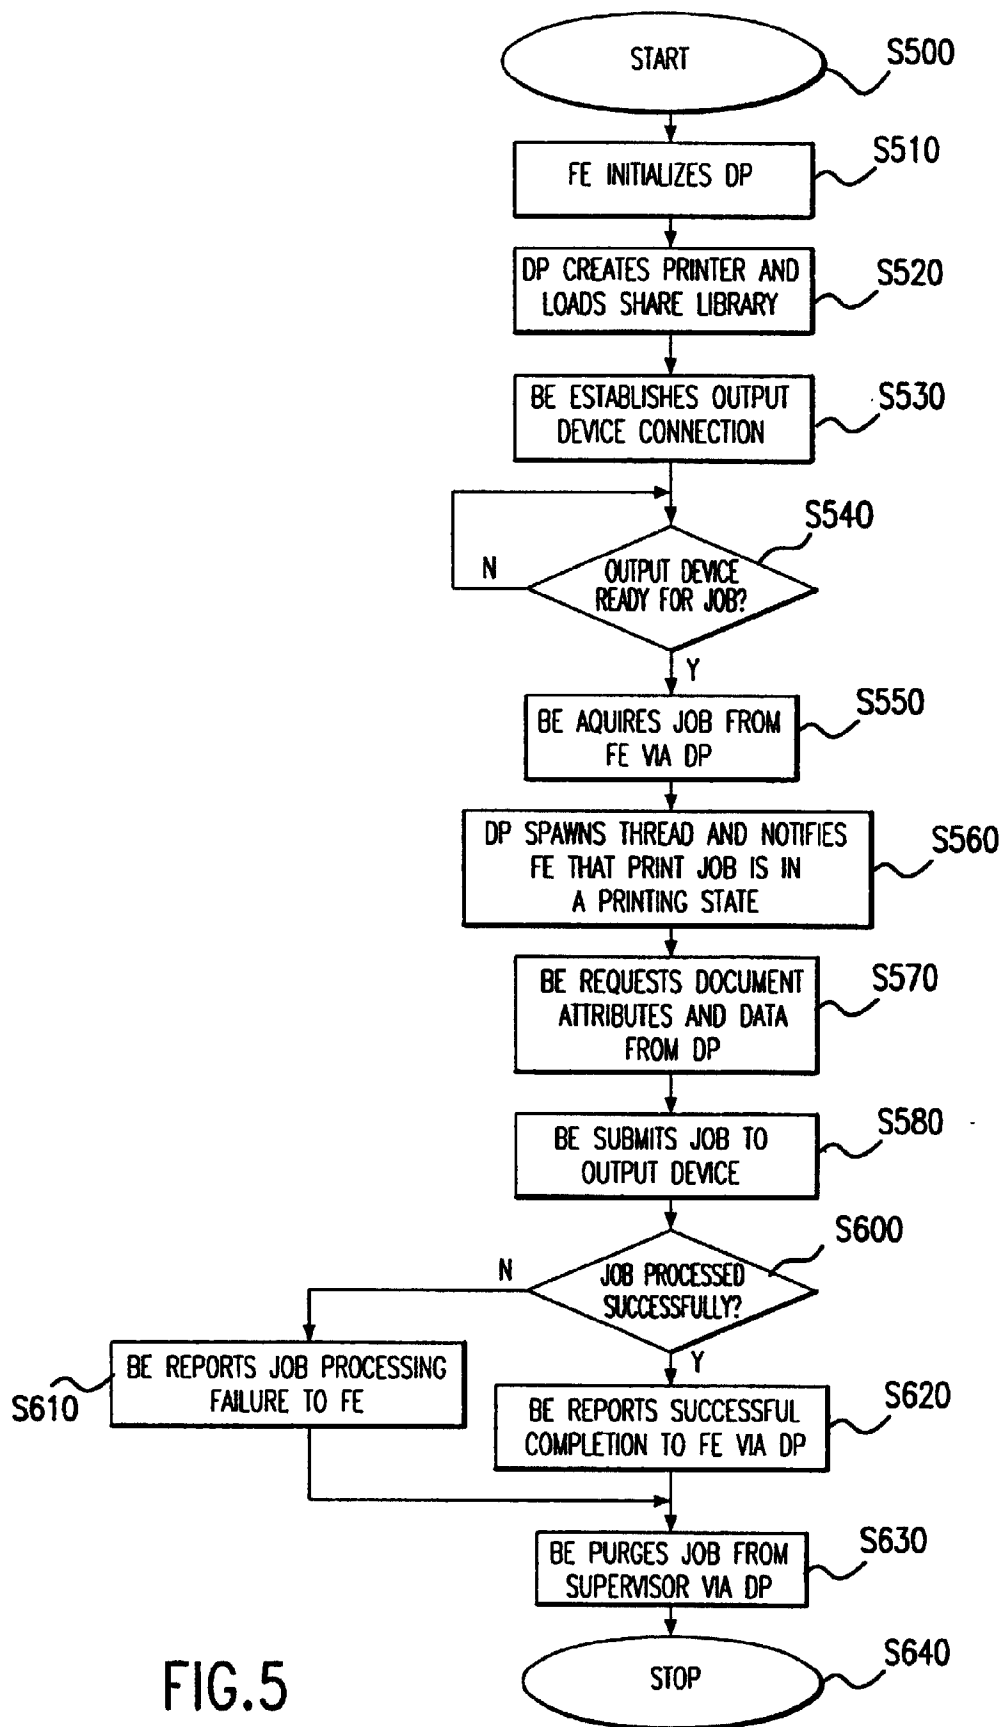 START
S500
FE INITIALIZES DP
S510
DP CREATES PRINTER AND
LOADS SHARE LIBRARY
S520
BE ESTABLISHES OUTPUT
DEVICE CONNECTION
S530
OUTPUT DEVICE
READY FOR JOB?
S540
N
Y
BE AQUIRES JOB FROM
FE VIA DP
S550
DP SPAWNS THREAD AND NOTIFIES
FE THAT PRINT JOB IS IN
A PRINTING STATE
S560
BE REQUESTS DOCUMENT
ATTRIBUTES AND DATA
FROM DP
S570
BE SUBMITS JOB TO
OUTPUT DEVICE
S580
JOB PROCESSED
SUCCESSFULLY?
S600
N
Y
BE REPORTS JOB PROCESSING
FAILURE TO FE
S610
BE REPORTS SUCCESSFUL
COMPLETION TO FE VIA DP
S620
BE PURGES JOB FROM
SUPERVISOR VIA DP
S630
STOP
S640
FIG.5